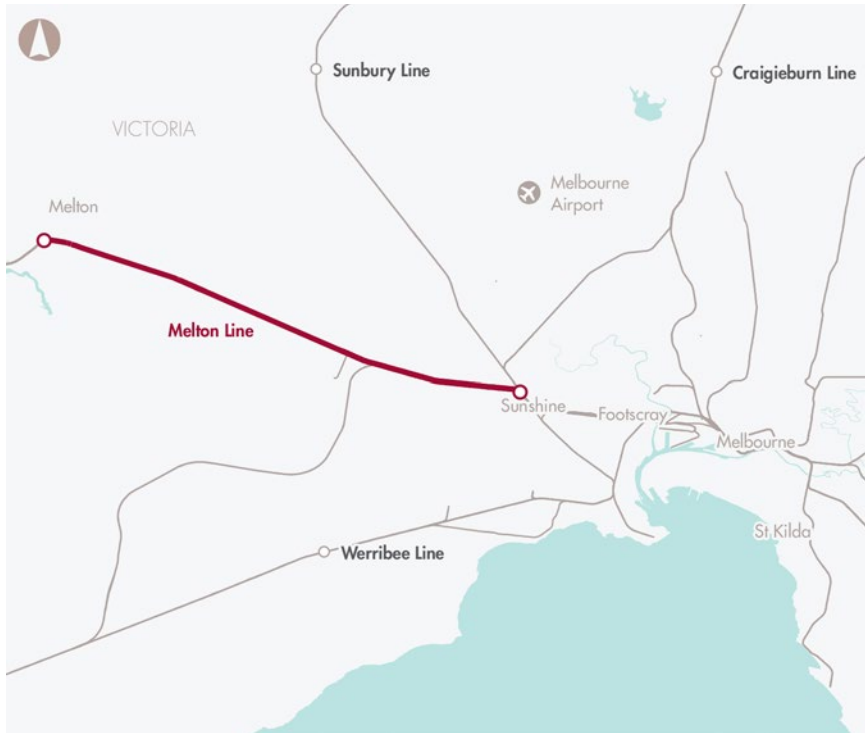 Sunbury Line
Craigieburn Line
VICTORIA
Melbourne
Airport
Melton
Melton Line
Sunshine
Footscray
Melbourne
St Kilda
Werribee Line